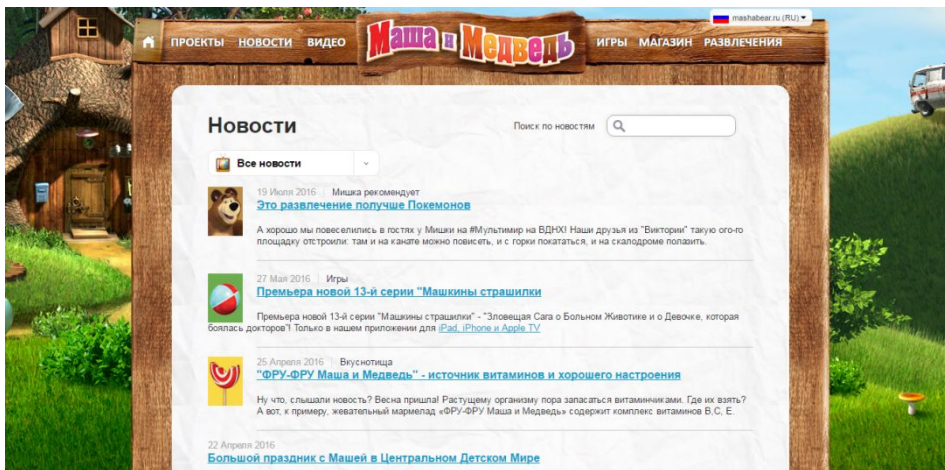 mashabear.ru (RU)
ПРОЕКТЫ НОВОСТИ ВИДЕО Маша и Медведь ИГРЫ МАГАЗИН РАЗВЛЕЧЕНИЯ
Новости
Поиск по новостям
Все новости
19 Июля 2016 | Мишка рекомендует
Это развлечение получше Покемонов
А хорошо мы повеселились в гостях у Мишки на #Мультимир на ВДНХ! Наши друзья из "Виктории" такую ого-го
площадку отстроили: там и на канате можно повисеть, и с горки покататься, и на скалодроме полазить.
27 Мая 2016 | Игры
Премьера новой 13-й серии "Машкины страшилки
Премьера новой 13-й серии "Машкины страшилки" - "Зловещая Сага о Больном Животике и о Девочке, которая
боялась докторов"! Только в нашем приложении для iPad, iPhone и Apple TV
25 Апреля 2016 | Вкуснотища
"ФРУ-ФРУ Маша и Медведь" - источник витаминов и хорошего настроения
Ну что, слышали новость? Весна пришла! Растущему организму пора запасаться витаминчиками. Где их взять?
А вот, к примеру, жевательный мармелад «ФРУ-ФРУ Маша и Медведь» содержит комплекс витаминов B,C, E.
22 Апреля 2016
Большой праздник с Машей в Центральном Детском Мире